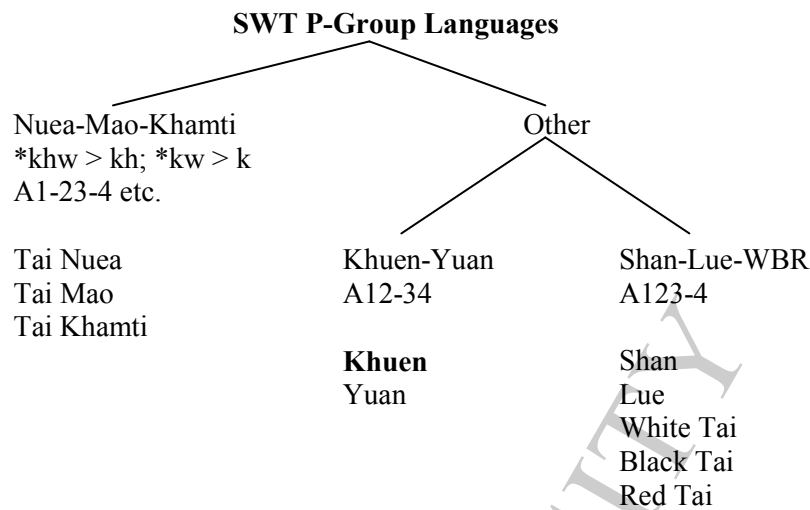 SWT P-Group Languages
Nuea-Mao-Khamti
*khw > kh; *kw > k
A1-23-4 etc.
Tai Nuea
Tai Mao
Tai Khamti
Other
Khuen-Yuan
A12-34
Khuen
Yuan
Shan-Lue-WBR
A123-4
Shan
Lue
White Tai
Black Tai
Red Tai